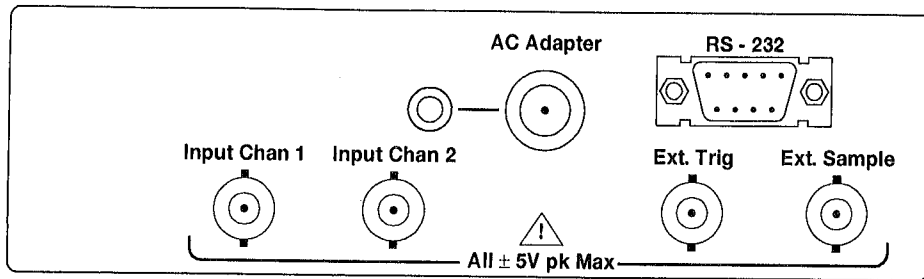 AC Adapter
RS - 232
Input Chan 1
Input Chan 2
Ext. Trig
Ext. Sample
!
All ± 5V pk Max